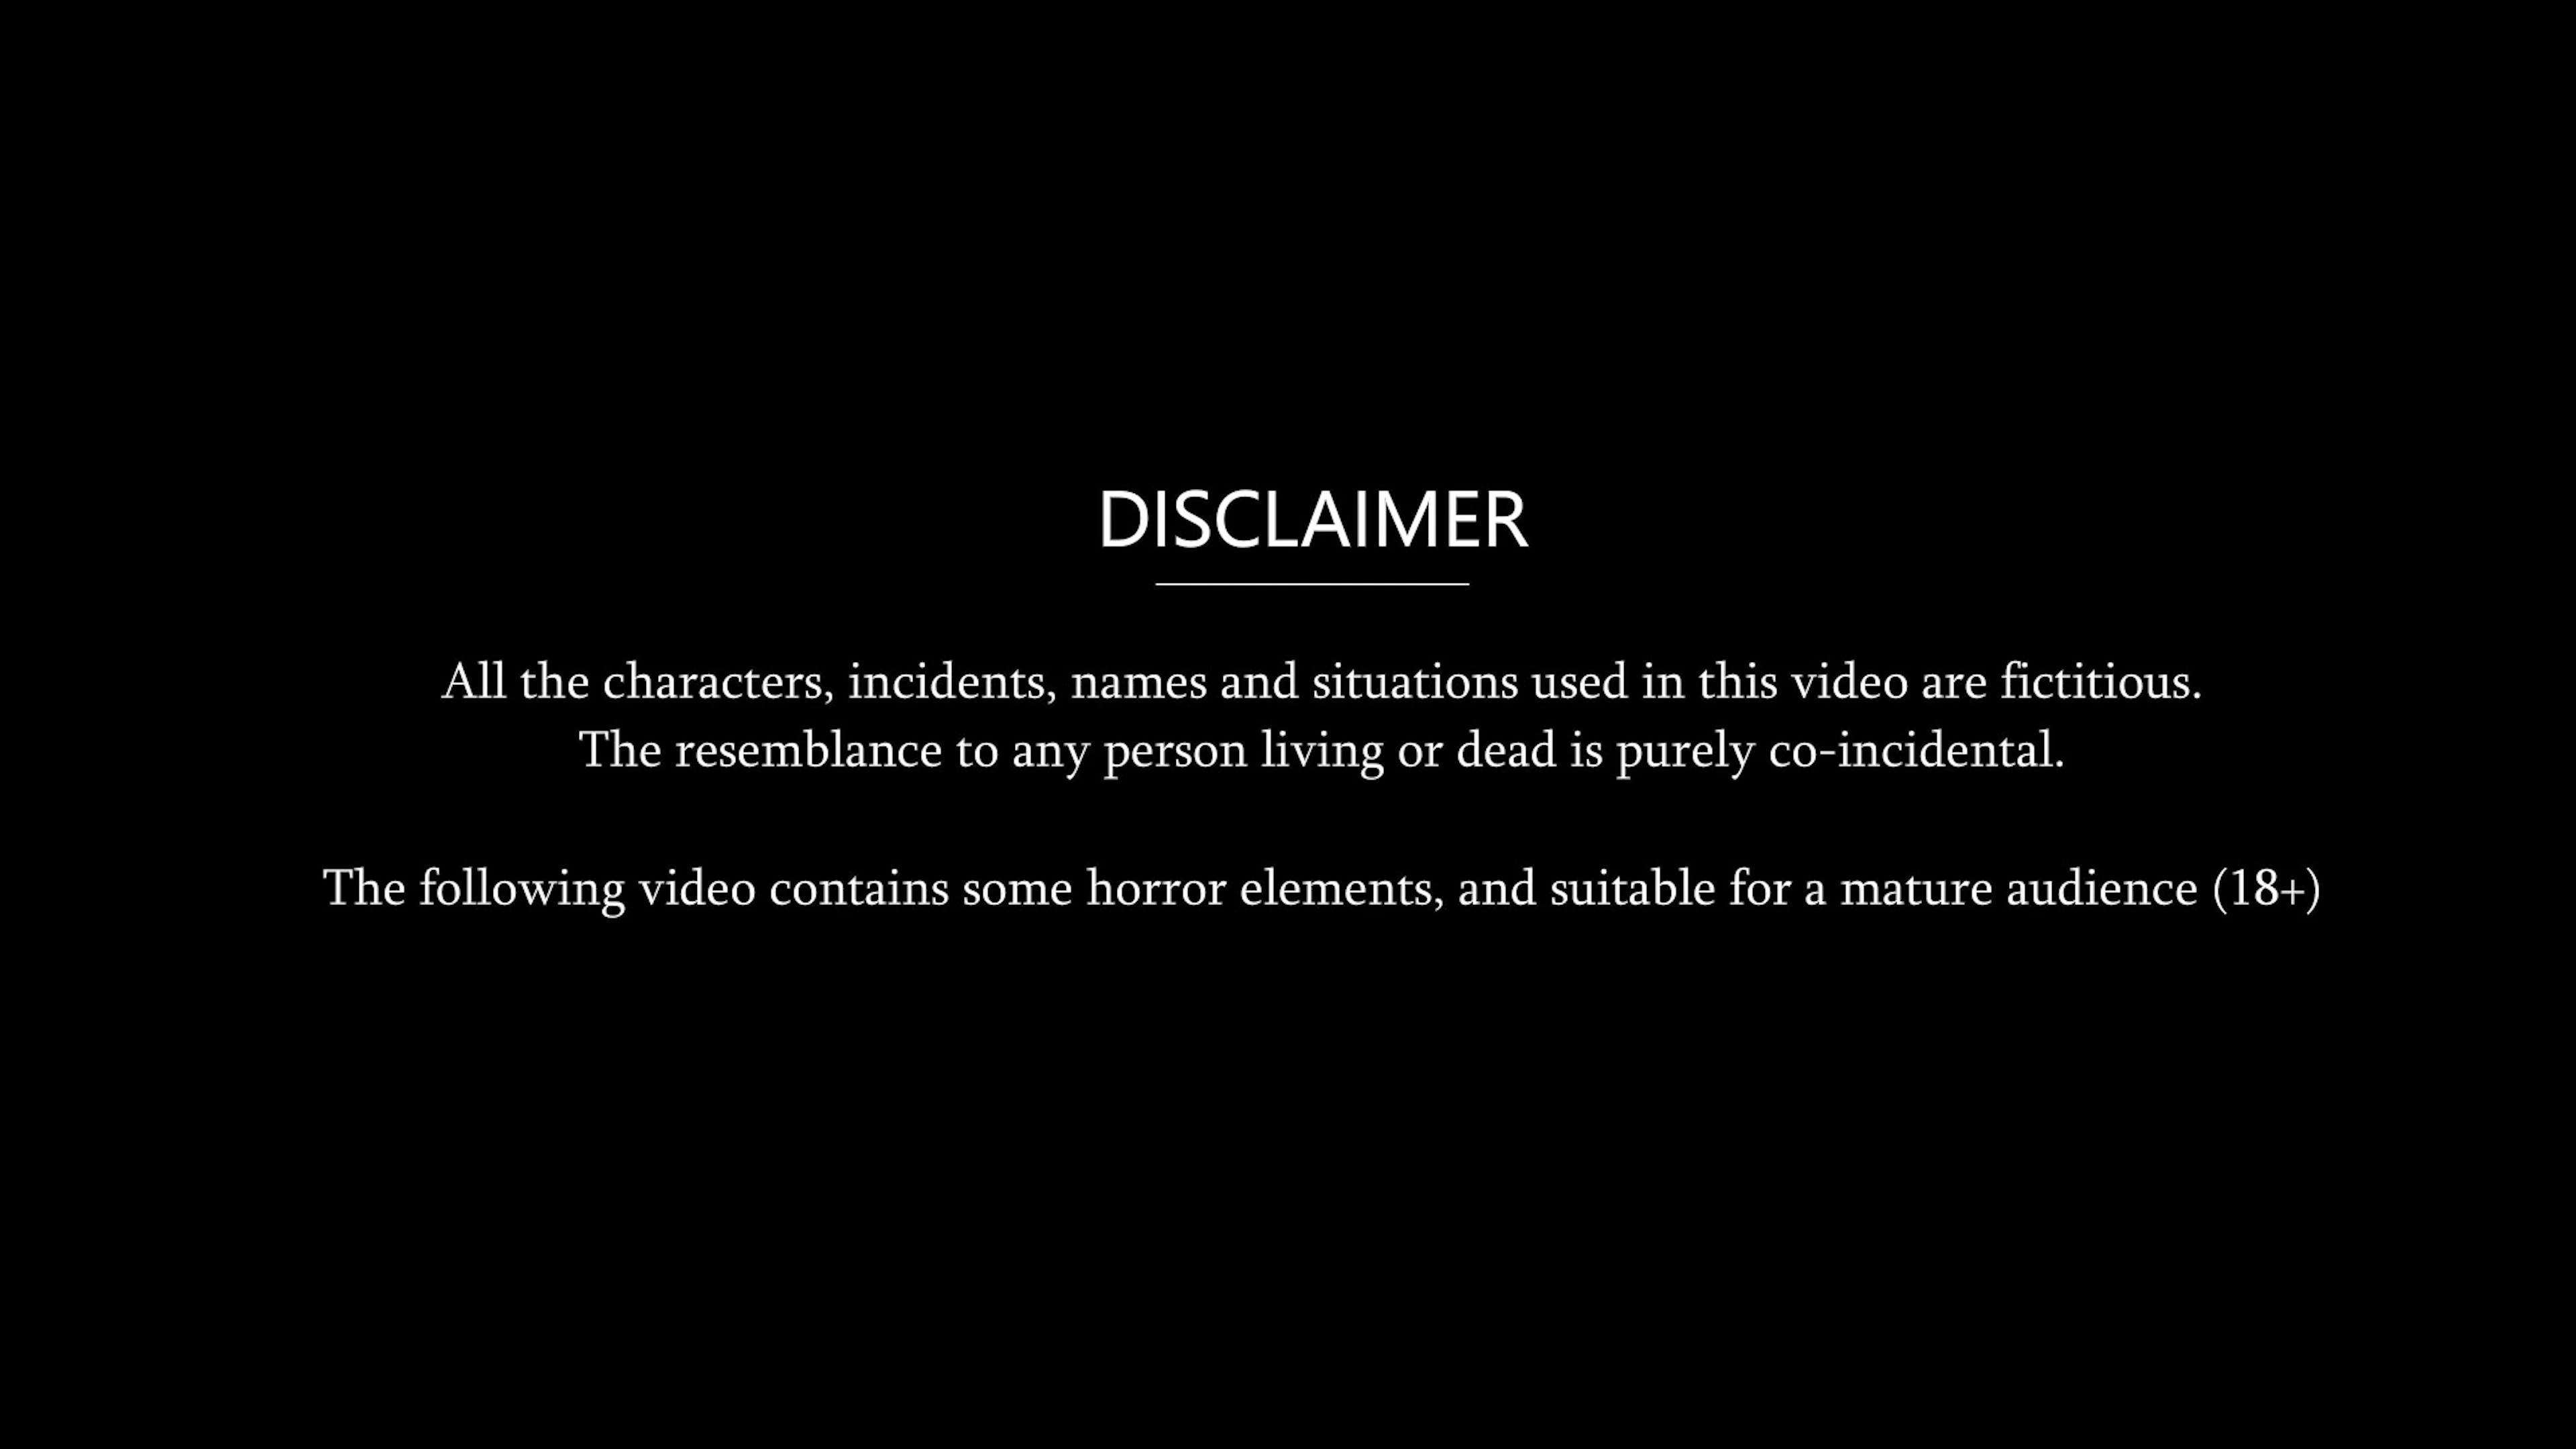 DISCLAIMER
All the characters, incidents, names and situations used in this video are fictitious.
The resemblance to any person living or dead is purely co-incidental.
The following video contains some horror elements, and suitable for a mature audience (18+)